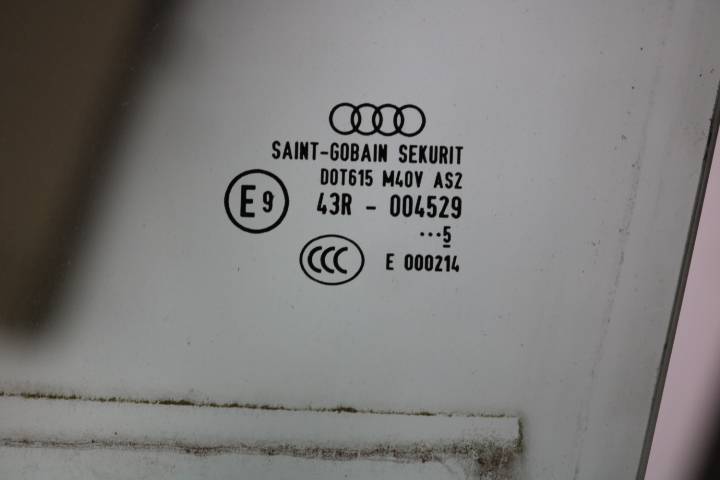 SAINT-GOBAIN SEKURIT
DOT615 M40V AS2
E9 43R - 004529
...5
CCC E 000214